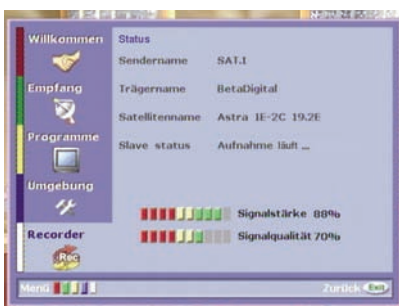 Willkommen
Status
Sendername SAT.1
Empfang
Trägername BetaDigital
Satellitenname Astra 1E-2C 19.2E
Programme
Slave status Aufnahme läuft ...
Umgebung
Signalstärke 88%
Recorder
Signalqualität 70%
Rec
Menü
Zurück Exit